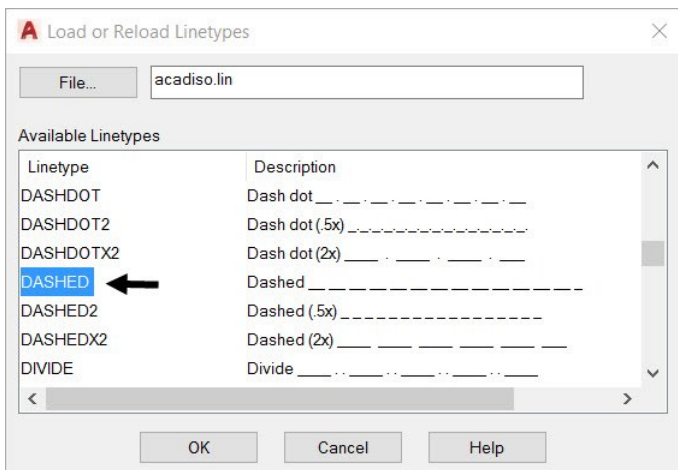 Load or Reload Linetypes
File... acadiso.lin
Available Linetypes
Linetype Description
DASHDOT Dash dot __ . __ . __ . __ . __ . __ . __ . __
DASHDOT2 Dash dot (.5x) _._._._._._._._._._._._._._._.
DASHDOTX2 Dash dot (2x) ____ . ____ . ____ . ____
DASHED Dashed __ __ __ __ __ __ __ __ __ __ __ __ __ _
DASHED2 Dashed (.5x) _ _ _ _ _ _ _ _ _ _ _ _ _ _ _ _ _
DASHEDX2 Dashed (2x) ____ ____ ____ ____ ____ ___
DIVIDE Divide ____ . . ____ . . ____ . . ____ . . ____
OK Cancel Help